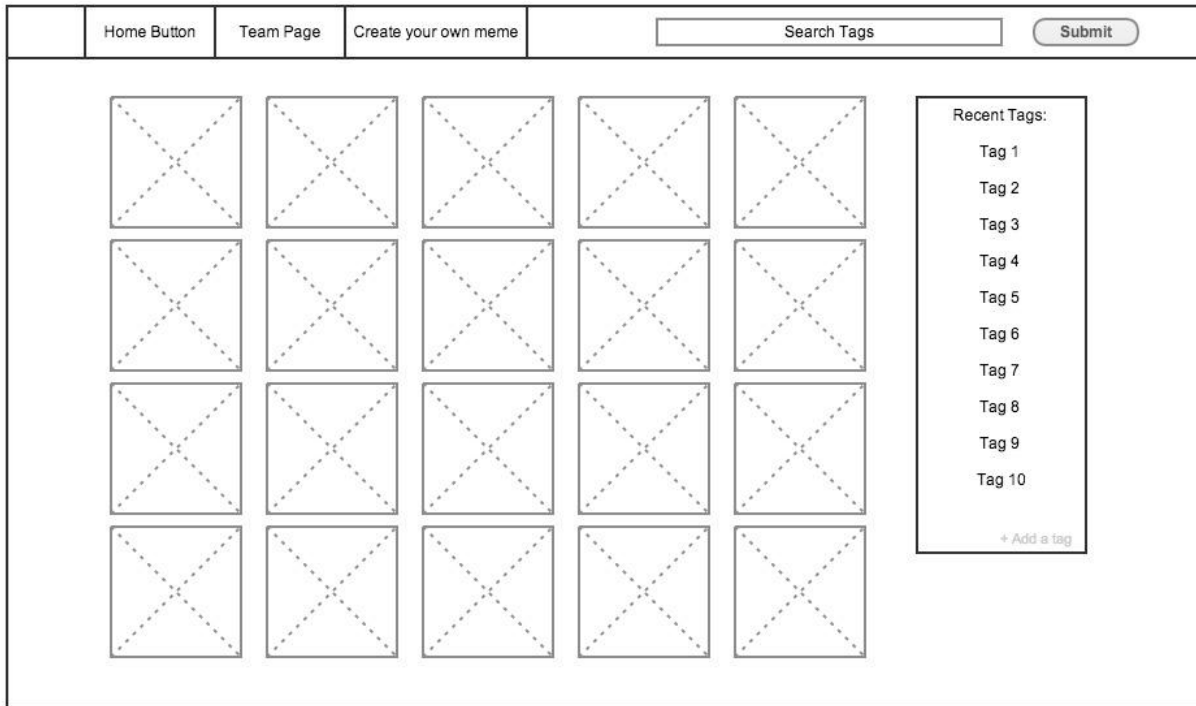 Home Button
Team Page
Create your own meme
Search Tags
Submit
Recent Tags:
Tag 1
Tag 2
Tag 3
Tag 4
Tag 5
Tag 6
Tag 7
Tag 8
Tag 9
Tag 10
+ Add a tag